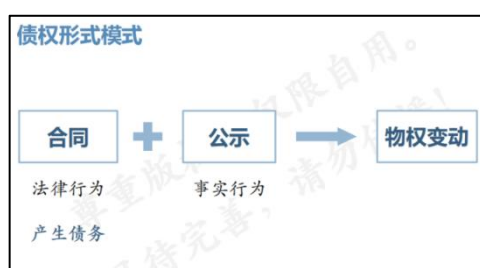 债权形式模式
合同
公示
物权变动
法律行为
事实行为
产生债务